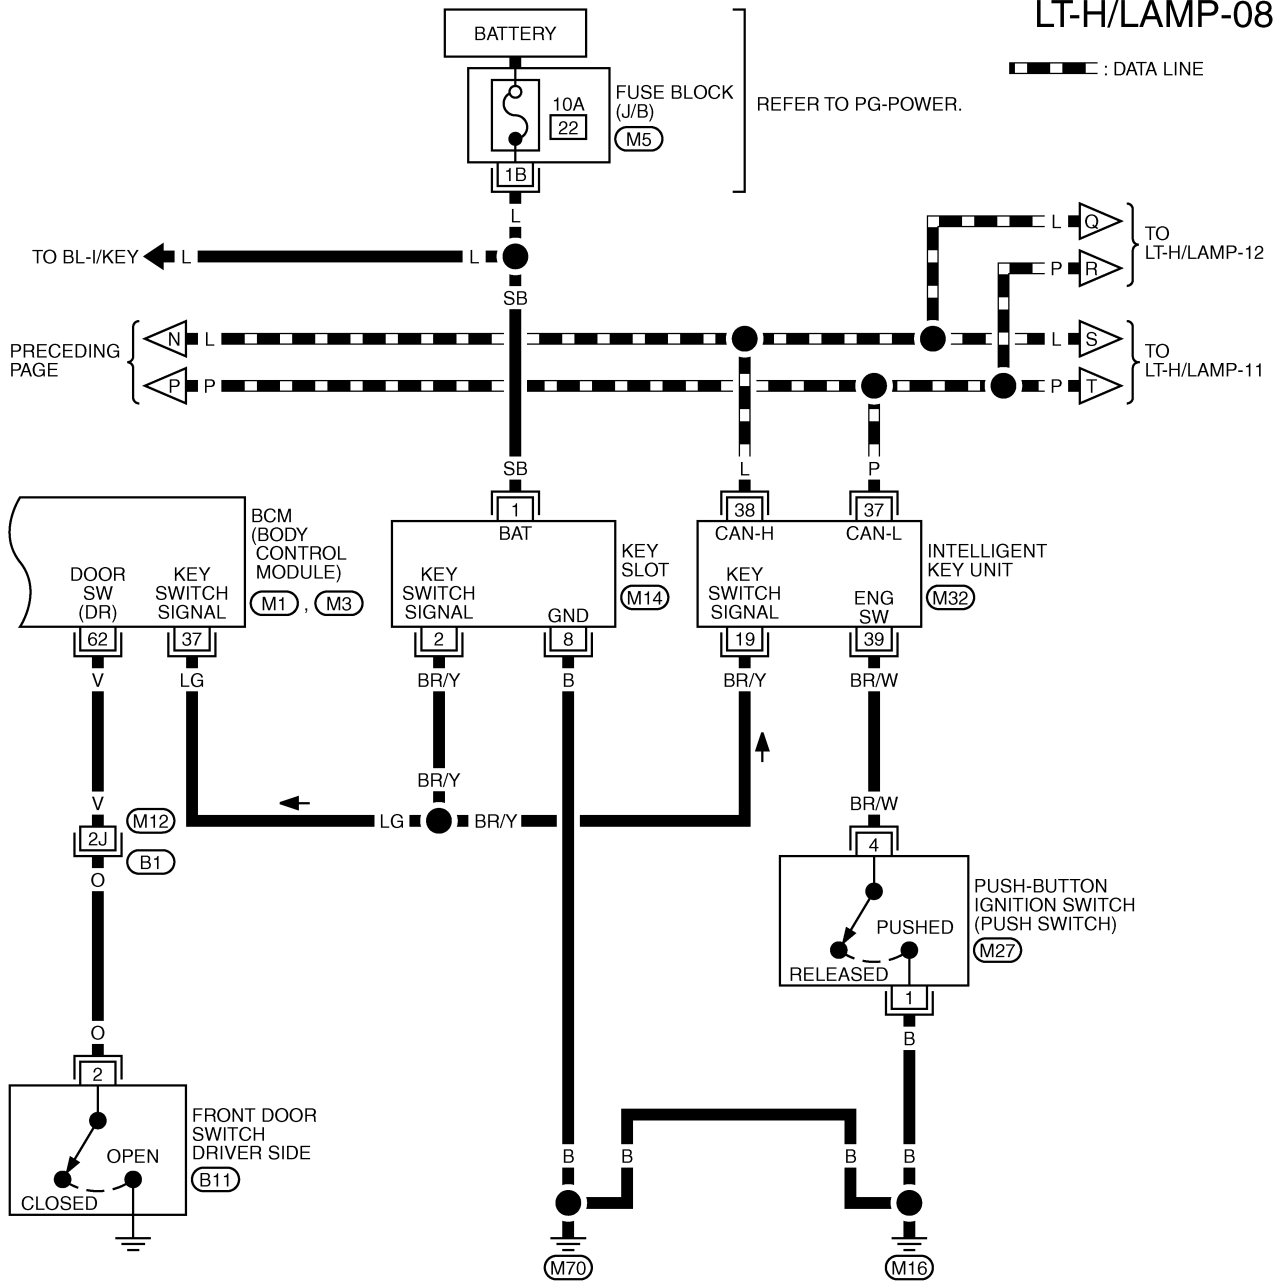 LT-H/LAMP-08
: DATA LINE
BATTERY
10A
22
FUSE BLOCK
(J/B)
M5
REFER TO PG-POWER.
1B
L
TO BL-I/KEY
L
L
SB
L
Q
P
R
TO
LT-H/LAMP-12
PRECEDING
PAGE
N
L
L
S
P
P
P
T
TO
LT-H/LAMP-11
SB
L
P
1
BAT
38
CAN-H
37
CAN-L
BCM
(BODY
CONTROL
MODULE)
M1 , M3
DOOR
SW
(DR)
KEY
SWITCH
SIGNAL
KEY
SWITCH
SIGNAL
GND
KEY
SLOT
M14
KEY
SWITCH
SIGNAL
ENG
SW
INTELLIGENT
KEY UNIT
M32
62
37
2
8
19
39
V
LG
BR/Y
B
BR/Y
BR/W
BR/Y
BR/W
V
LG
BR/Y
M12
2J
B1
O
4
PUSHED
RELEASED
PUSH-BUTTON
IGNITION SWITCH
(PUSH SWITCH)
M27
1
B
O
2
OPEN
CLOSED
FRONT DOOR
SWITCH
DRIVER SIDE
B11
B
B
B
B
M70
M16